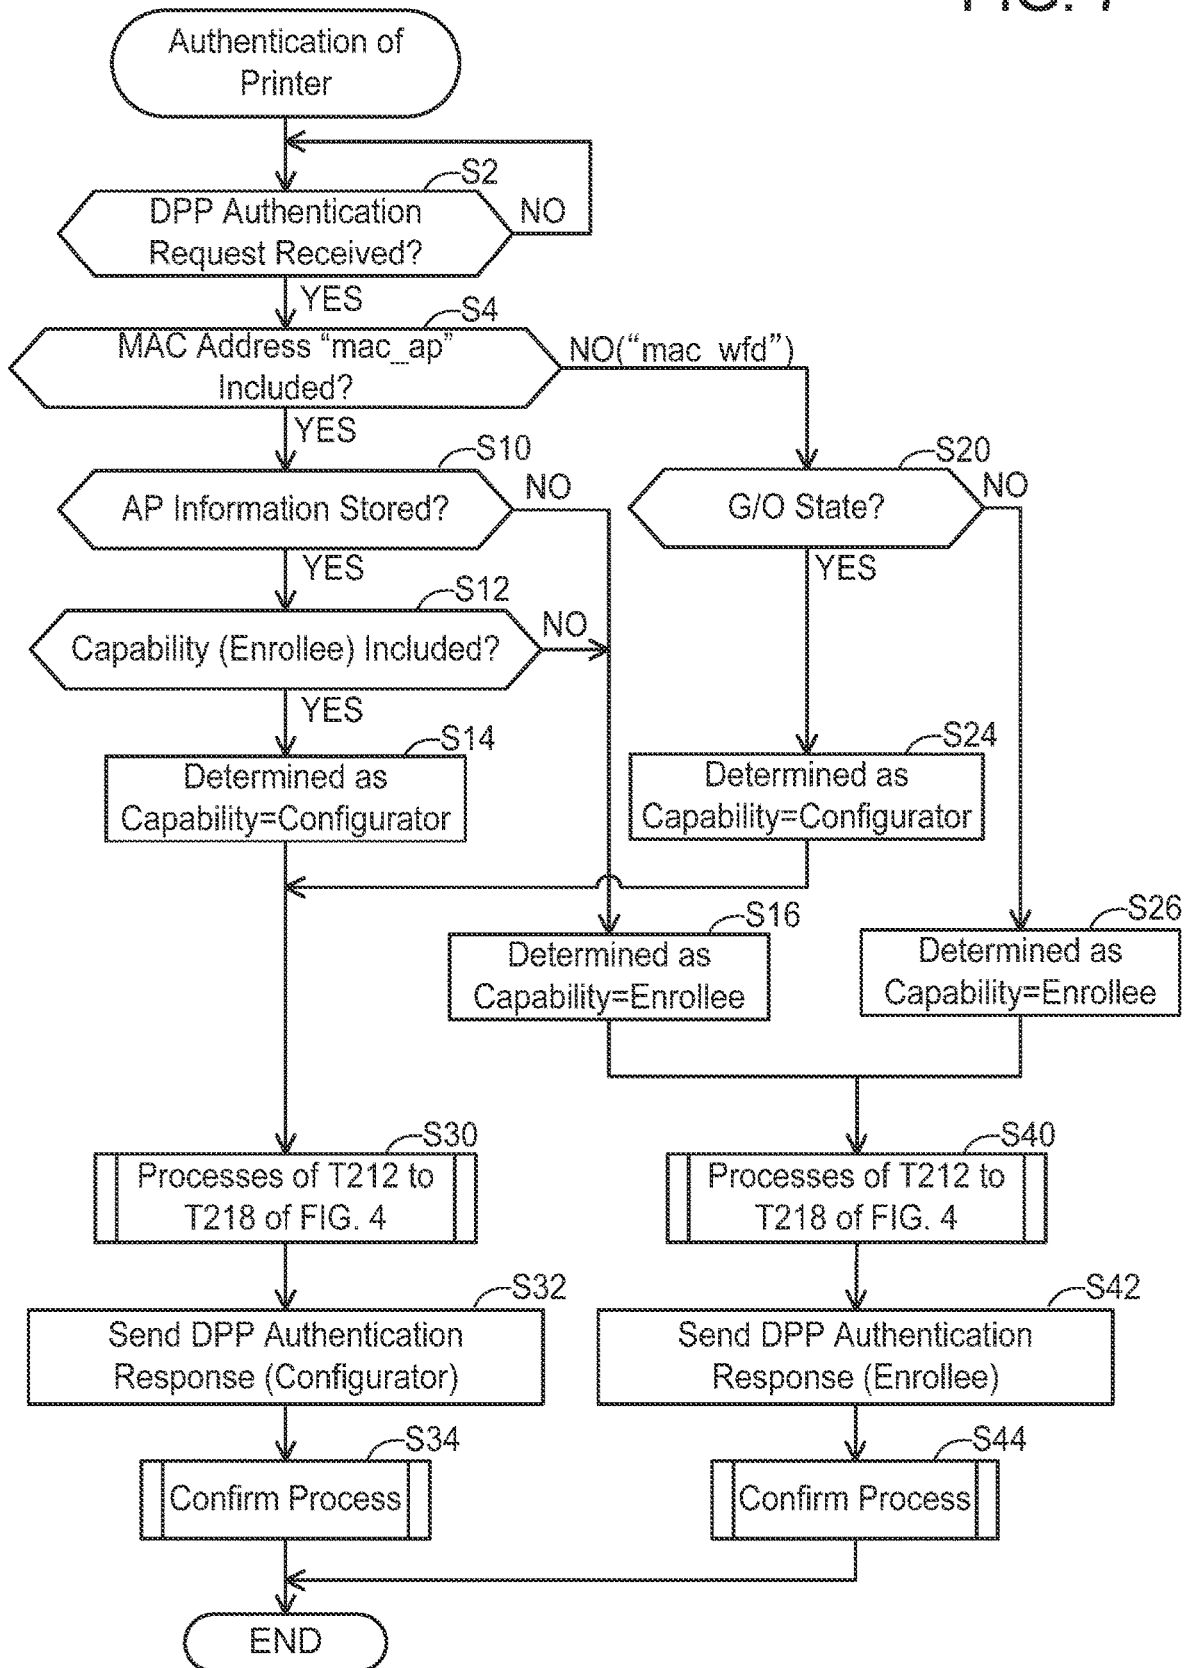 Authentication of
Printer
S2
DPP Authentication
Request Received?
NO
YES
S4
MAC Address "mac_ap"
Included?
NO("mac_wfd")
YES
S10
AP Information Stored?
NO
S20
G/O State?
NO
YES
YES
S12
Capability (Enrollee) Included?
NO
YES
S14
Determined as
Capability=Configurator
S24
Determined as
Capability=Configurator
S16
Determined as
Capability=Enrollee
S26
Determined as
Capability=Enrollee
S30
Processes of T212 to
T218 of FIG. 4
S40
Processes of T212 to
T218 of FIG. 4
S32
Send DPP Authentication
Response (Configurator)
S42
Send DPP Authentication
Response (Enrollee)
S34
Confirm Process
S44
Confirm Process
END